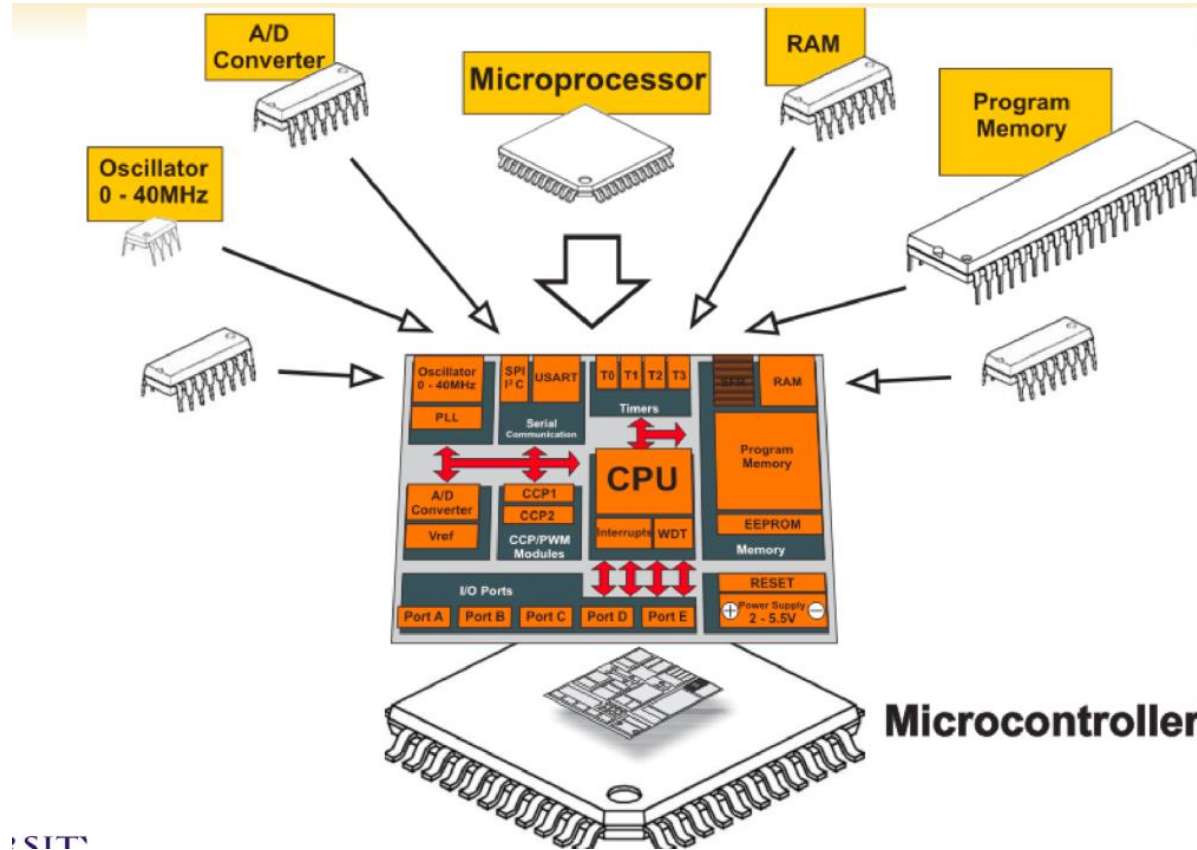 A/D
Converter
Microprocessor
RAM
Program
Memory
Oscillator
0 - 40MHz
Oscillator
0 - 40MHz
PLL
SPI
I²C
USART
Serial
Communication
T0 T1 T2 T3
Timers
SFR
RAM
Program
Memory
EEPROM
Memory
A/D
Converter
Vref
CCP1
CCP2
CCP/PWM
Modules
CPU
Interrupts
WDT
I/O Ports
Port A Port B Port C Port D Port E
RESET
+ Power Supply -
2 - 5.5V
Microcontroller